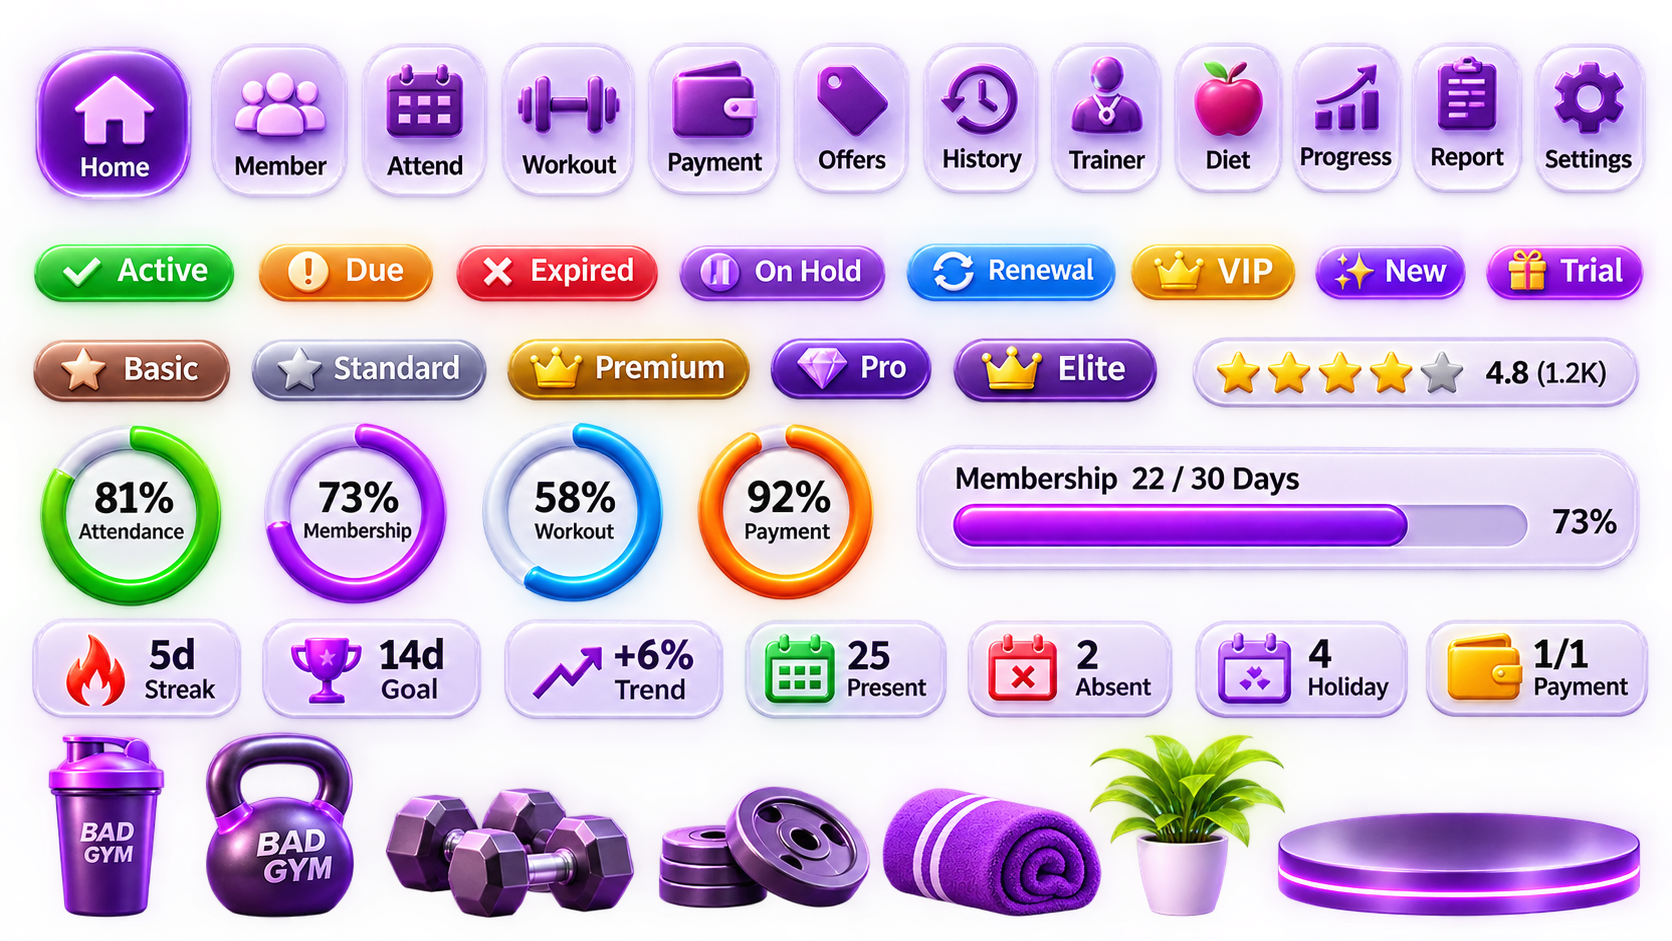 Home
Member
Attend
Workout
Payment
Offers
History
Trainer
Diet
Progress
Report
Settings
Active
Due
Expired
On Hold
Renewal
VIP
New
Trial
Basic
Standard
Premium
Pro
Elite
4.8 (1.2K)
81%
Attendance
73%
Membership
58%
Workout
92%
Payment
Membership 22 / 30 Days
73%
5d
Streak
14d
Goal
+6%
Trend
25
Present
2
Absent
4
Holiday
1/1
Payment
BAD
GYM
BAD
GYM